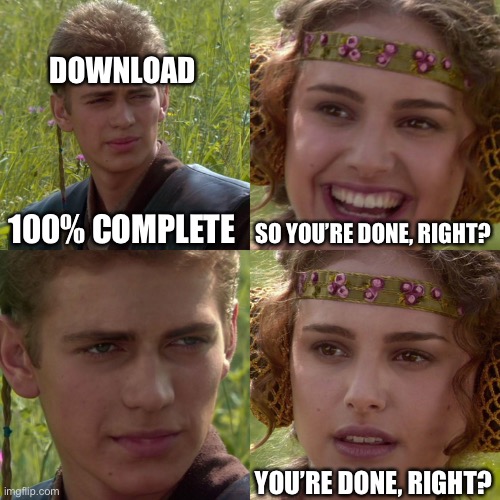 DOWNLOAD
100% COMPLETE
SO YOU’RE DONE, RIGHT?
YOU’RE DONE, RIGHT?
imgflip.com